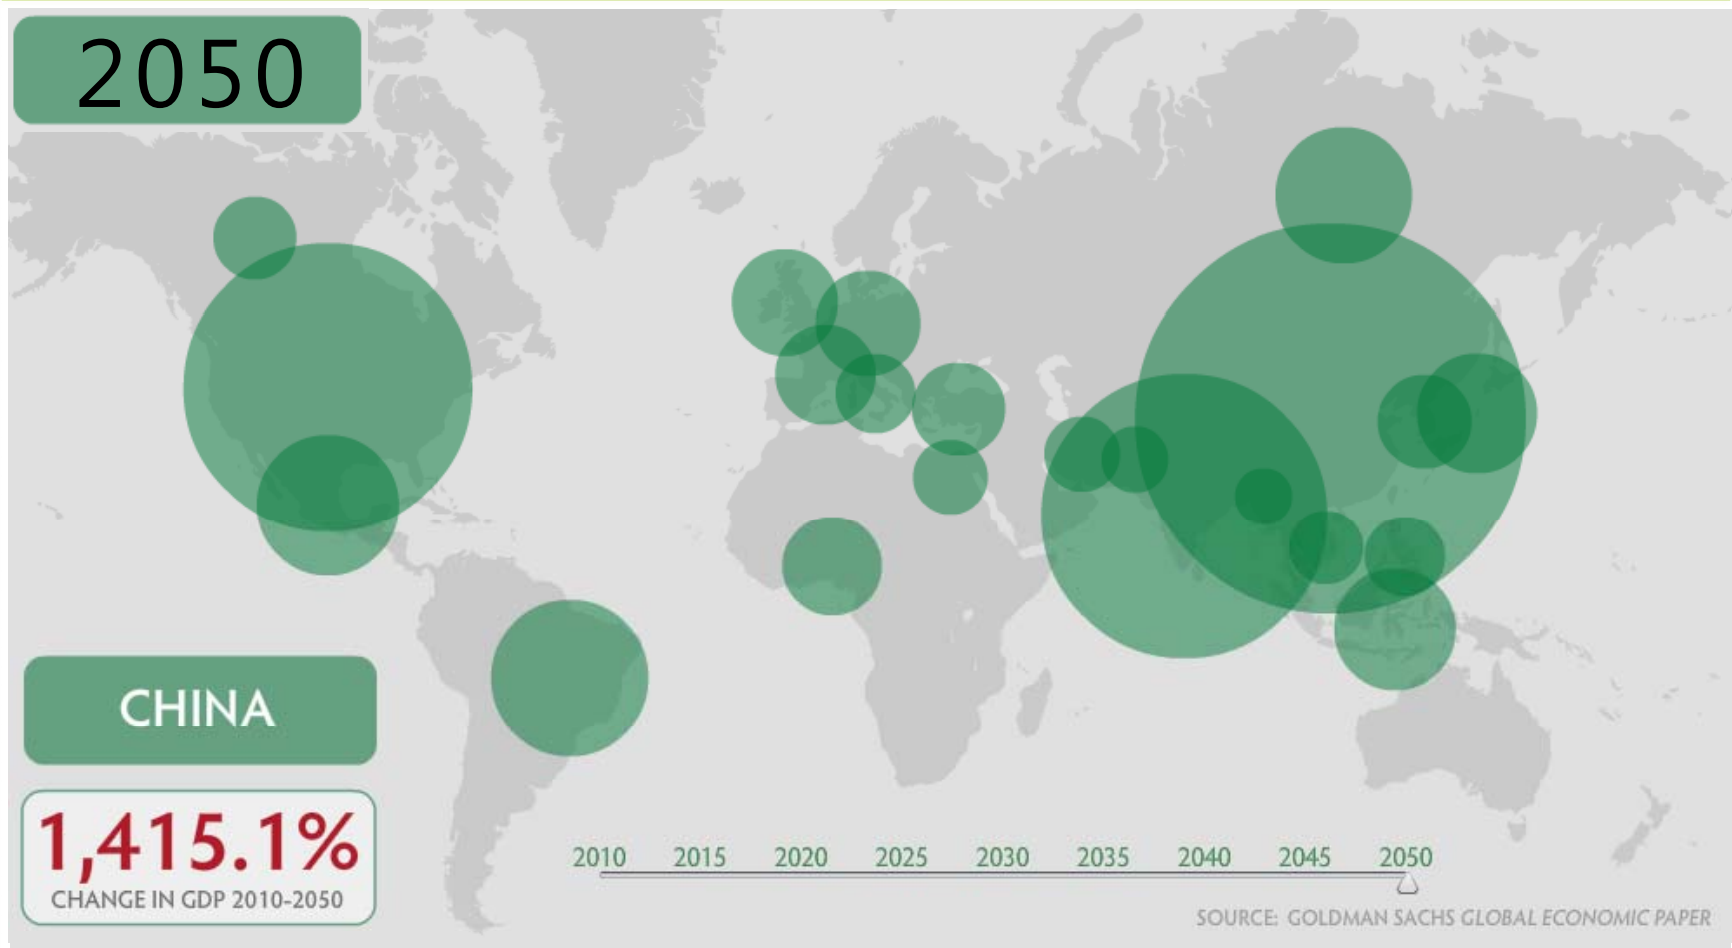 2050
CHINA
1,415.1%
CHANGE IN GDP 2010-2050
2010 2015 2020 2025 2030 2035 2040 2045 2050
SOURCE: GOLDMAN SACHS GLOBAL ECONOMIC PAPER